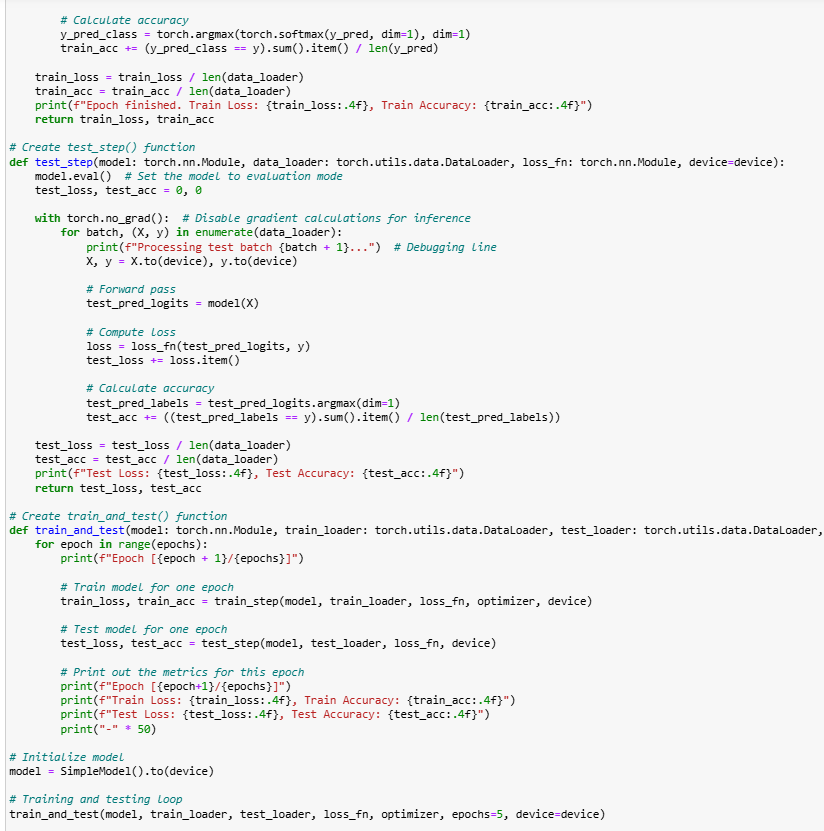 # Calculate accuracy
y_pred_class = torch.argmax(torch.softmax(y_pred, dim=1), dim=1)
train_acc += (y_pred_class == y).sum().item() / len(y_pred)
train_loss = train_loss / len(data_loader)
train_acc = train_acc / len(data_loader)
print(f"Epoch finished. Train Loss: {train_loss:.4f}, Train Accuracy: {train_acc:.4f}")
return train_loss, train_acc
# Create test_step() function
def test_step(model: torch.nn.Module, data_loader: torch.utils.data.DataLoader, loss_fn: torch.nn.Module, device=device):
model.eval()  # Set the model to evaluation mode
test_loss, test_acc = 0, 0
with torch.no_grad():  # Disable gradient calculations for inference
for batch, (X, y) in enumerate(data_loader):
print(f"Processing test batch {batch + 1}...")  # Debugging line
X, y = X.to(device), y.to(device)
# Forward pass
test_pred_logits = model(X)
# Compute loss
loss = loss_fn(test_pred_logits, y)
test_loss += loss.item()
# Calculate accuracy
test_pred_labels = test_pred_logits.argmax(dim=1)
test_acc += ((test_pred_labels == y).sum().item() / len(test_pred_labels))
test_loss = test_loss / len(data_loader)
test_acc = test_acc / len(data_loader)
print(f"Test Loss: {test_loss:.4f}, Test Accuracy: {test_acc:.4f}")
return test_loss, test_acc
# Create train_and_test() function
def train_and_test(model: torch.nn.Module, train_loader: torch.utils.data.DataLoader, test_loader: torch.utils.data.DataLoader,
for epoch in range(epochs):
print(f"Epoch [{epoch + 1}/{epochs}]")
# Train model for one epoch
train_loss, train_acc = train_step(model, train_loader, loss_fn, optimizer, device)
# Test model for one epoch
test_loss, test_acc = test_step(model, test_loader, loss_fn, device)
# Print out the metrics for this epoch
print(f"Epoch [{epoch+1}/{epochs}]")
print(f"Train Loss: {train_loss:.4f}, Train Accuracy: {train_acc:.4f}")
print(f"Test Loss: {test_loss:.4f}, Test Accuracy: {test_acc:.4f}")
print("-" * 50)
# Initialize model
model = SimpleModel().to(device)
# Training and testing loop
train_and_test(model, train_loader, test_loader, loss_fn, optimizer, epochs=5, device=device)